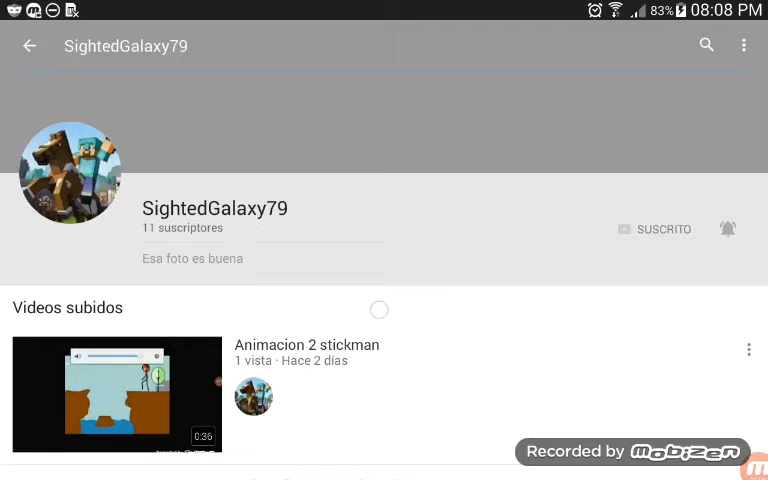 83% 08:08 PM
SightedGalaxy79
SightedGalaxy79
11 suscriptores
SUSCRITO
Esa foto es buena
Videos subidos
Animacion 2 stickman
1 vista · Hace 2 días
0:36
Recorded by mobizen